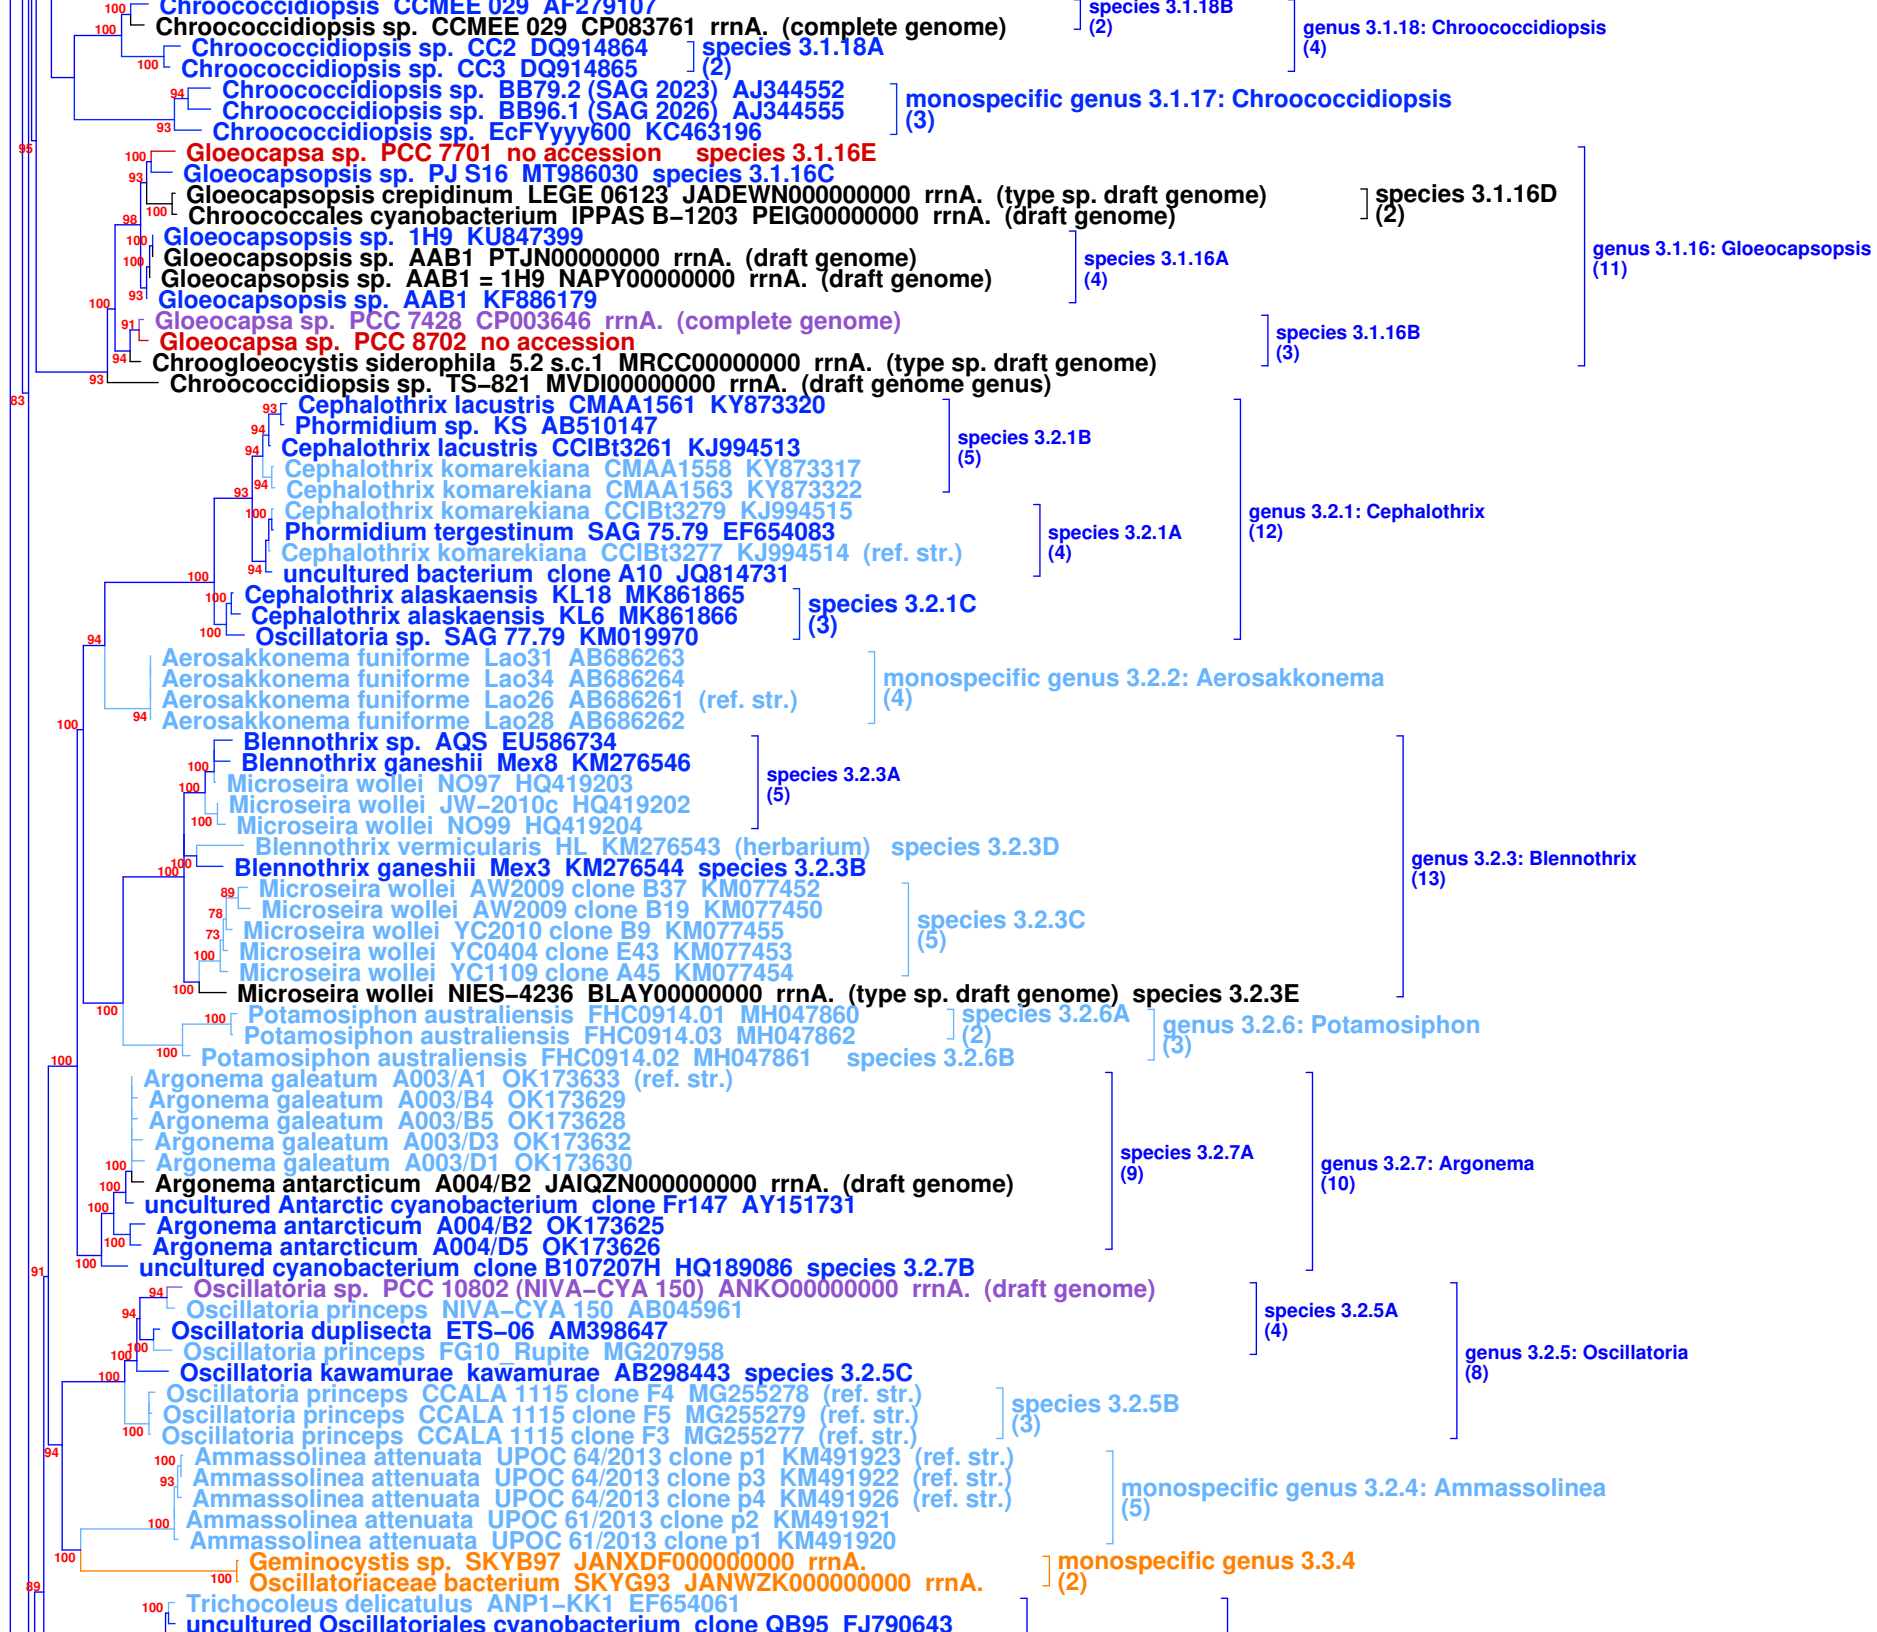 Chroococcidiopsis CCMEE 029 AF279107
species 3.1.18B
(2)
Chroococcidiopsis sp. CCMEE 029 CP083761 rrnA. (complete genome)
genus 3.1.18: Chroococcidiopsis
(4)
Chroococcidiopsis sp. CC2 DQ914864
species 3.1.18A
(2)
Chroococcidiopsis sp. CC3 DQ914865
Chroococcidiopsis sp. BB79.2 (SAG 2023) AJ344552
monospecific genus 3.1.17: Chroococcidiopsis
(3)
Chroococcidiopsis sp. BB96.1 (SAG 2026) AJ344555
Chroococcidiopsis sp. EcFYyyy600 KC463196
Gloeocapsa sp. PCC 7701 no accession species 3.1.16E
Gloeocapsopsis sp. PJ S16 MT986030 species 3.1.16C
Gloeocapsopsis crepidinum LEGE 06123 JADEWN000000000 rrnA. (type sp. draft genome)
species 3.1.16D
(2)
Chroococcales cyanobacterium IPPAS B−1203 PEIG00000000 rrnA. (draft genome)
Gloeocapsopsis sp. 1H9 KU847399
genus 3.1.16: Gloeocapsopsis
(11)
Gloeocapsopsis sp. AAB1 PTJN00000000 rrnA. (draft genome)
species 3.1.16A
(4)
Gloeocapsopsis sp. AAB1 = 1H9 NAPY00000000 rrnA. (draft genome)
Gloeocapsopsis sp. AAB1 KF886179
Gloeocapsa sp. PCC 7428 CP003646 rrnA. (complete genome)
species 3.1.16B
(3)
Gloeocapsa sp. PCC 8702 no accession
Chroogloeocystis siderophila 5.2 s.c.1 MRCC00000000 rrnA. (type sp. draft genome)
Chroococcidiopsis sp. TS−821 MVDI00000000 rrnA. (draft genome genus)
Cephalothrix lacustris CMAA1561 KY873320
Phormidium sp. KS AB510147
species 3.2.1B
(5)
Cephalothrix lacustris CCIBt3261 KJ994513
Cephalothrix komarekiana CMAA1558 KY873317
Cephalothrix komarekiana CMAA1563 KY873322
Cephalothrix komarekiana CCIBt3279 KJ994515
genus 3.2.1: Cephalothrix
(12)
Phormidium tergestinum SAG 75.79 EF654083
species 3.2.1A
(4)
Cephalothrix komarekiana CCIBt3277 KJ994514 (ref. str.)
uncultured bacterium clone A10 JQ814731
Cephalothrix alaskaensis KL18 MK861865
species 3.2.1C
(3)
Cephalothrix alaskaensis KL6 MK861866
Oscillatoria sp. SAG 77.79 KM019970
Aerosakkonema funiforme Lao31 AB686263
Aerosakkonema funiforme Lao34 AB686264
monospecific genus 3.2.2: Aerosakkonema
(4)
Aerosakkonema funiforme Lao26 AB686261 (ref. str.)
Aerosakkonema funiforme Lao28 AB686262
Blennothrix sp. AQS EU586734
Blennothrix ganeshii Mex8 KM276546
species 3.2.3A
(5)
Microseira wollei NO97 HQ419203
Microseira wollei JW−2010c HQ419202
Microseira wollei NO99 HQ419204
Blennothrix vermicularis HL KM276543 (herbarium) species 3.2.3D
genus 3.2.3: Blennothrix
(13)
Blennothrix ganeshii Mex3 KM276544 species 3.2.3B
Microseira wollei AW2009 clone B37 KM077452
Microseira wollei AW2009 clone B19 KM077450
species 3.2.3C
(5)
Microseira wollei YC2010 clone B9 KM077455
Microseira wollei YC0404 clone E43 KM077453
Microseira wollei YC1109 clone A45 KM077454
Microseira wollei NIES−4236 BLAY00000000 rrnA. (type sp. draft genome) species 3.2.3E
Potamosiphon australiensis FHC0914.01 MH047860
species 3.2.6A
(2)
genus 3.2.6: Potamosiphon
(3)
Potamosiphon australiensis FHC0914.03 MH047862
Potamosiphon australiensis FHC0914.02 MH047861 species 3.2.6B
Argonema galeatum A003/A1 OK173633 (ref. str.)
Argonema galeatum A003/B4 OK173629
Argonema galeatum A003/B5 OK173628
Argonema galeatum A003/D3 OK173632
species 3.2.7A
(9)
genus 3.2.7: Argonema
(10)
Argonema galeatum A003/D1 OK173630
Argonema antarcticum A004/B2 JAIQZN000000000 rrnA. (draft genome)
uncultured Antarctic cyanobacterium clone Fr147 AY151731
Argonema antarcticum A004/B2 OK173625
Argonema antarcticum A004/D5 OK173626
uncultured cyanobacterium clone B107207H HQ189086 species 3.2.7B
Oscillatoria sp. PCC 10802 (NIVA−CYA 150) ANKO00000000 rrnA. (draft genome)
species 3.2.5A
(4)
Oscillatoria princeps NIVA−CYA 150 AB045961
Oscillatoria duplisecta ETS−06 AM398647
Oscillatoria princeps FG10_Rupite MG207958
genus 3.2.5: Oscillatoria
(8)
Oscillatoria kawamurae kawamurae AB298443 species 3.2.5C
Oscillatoria princeps CCALA 1115 clone F4 MG255278 (ref. str.)
species 3.2.5B
(3)
Oscillatoria princeps CCALA 1115 clone F5 MG255279 (ref. str.)
Oscillatoria princeps CCALA 1115 clone F3 MG255277 (ref. str.)
Ammassolinea attenuata UPOC 64/2013 clone p1 KM491923 (ref. str.)
Ammassolinea attenuata UPOC 64/2013 clone p3 KM491922 (ref. str.)
monospecific genus 3.2.4: Ammassolinea
(5)
Ammassolinea attenuata UPOC 64/2013 clone p4 KM491926 (ref. str.)
Ammassolinea attenuata UPOC 61/2013 clone p2 KM491921
Ammassolinea attenuata UPOC 61/2013 clone p1 KM491920
Geminocystis sp. SKYB97 JANXDF000000000 rrnA.
monospecific genus 3.3.4
(2)
Oscillatoriaceae bacterium SKYG93 JANWZK000000000 rrnA.
Trichocoleus delicatulus ANP1−KK1 EF654061
uncultured Oscillatoriales cyanobacterium clone QB95 FJ790643